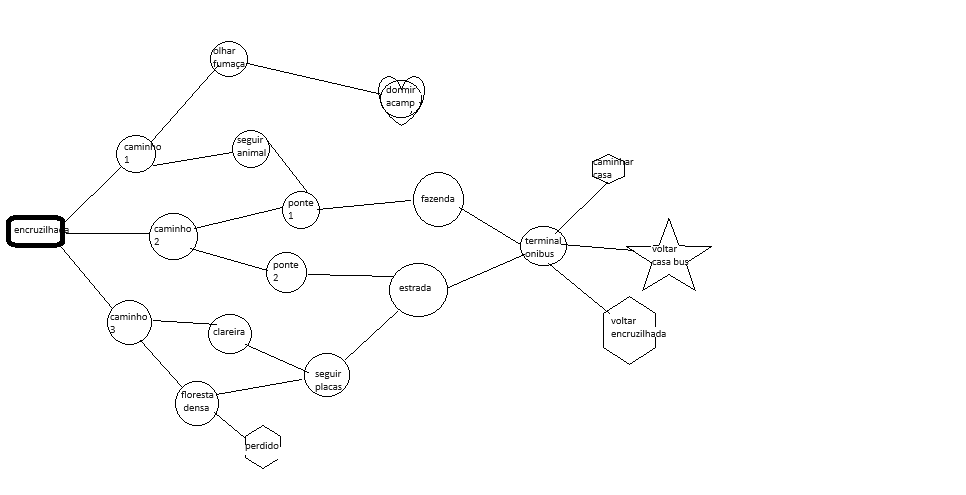 olhar
fumaça
dormir
acamp
caminho
1
seguir
animal
caminhar
casa
ponte
1
fazenda
encruzilhada
caminho
2
terminal
onibus
voltar
casa bus
ponte
2
estrada
caminho
3
clareira
voltar
encruzilhada
seguir
placas
floresta
densa
perdido